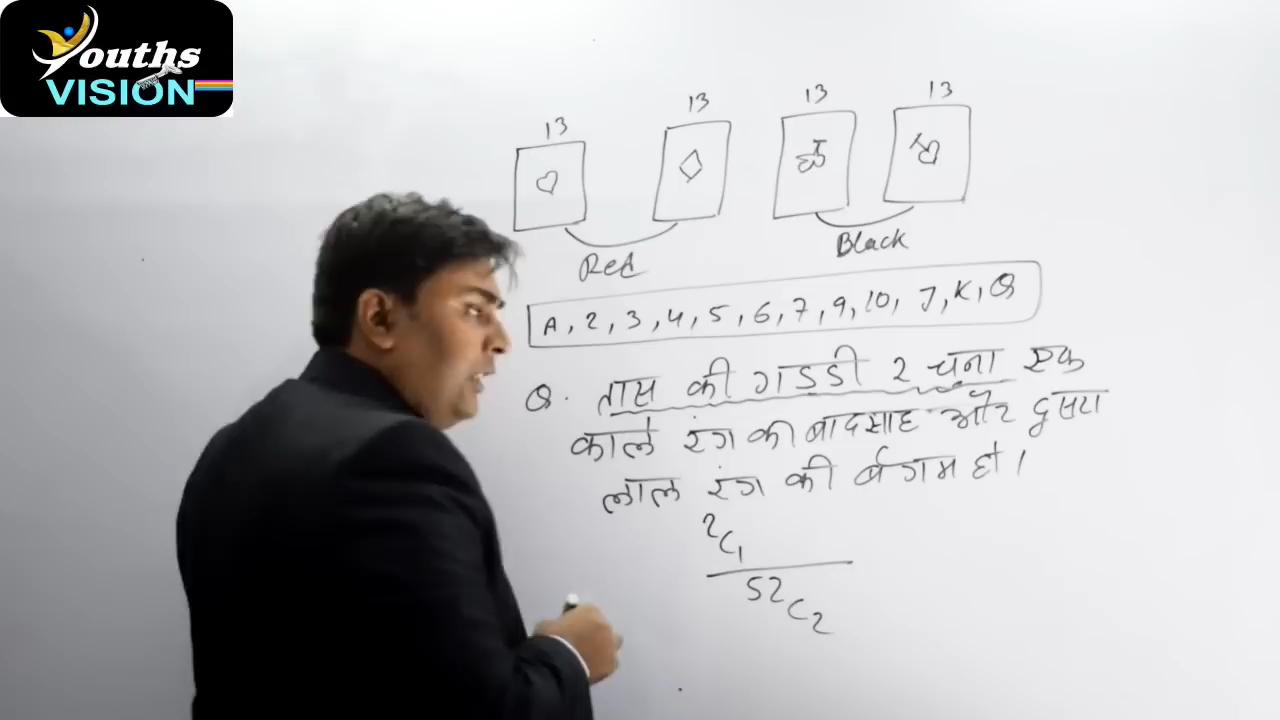 Youths
VISION
13 13 13 13
Red Black
A, 2, 3, 4, 5, 6, 7, 9, 10, J, K, Q
Q. तास की गड्डी 2 चुना एक
काले रंग की बादसाह और दुसरा
लाल रंग की बेगम हो।
2C1
52C2